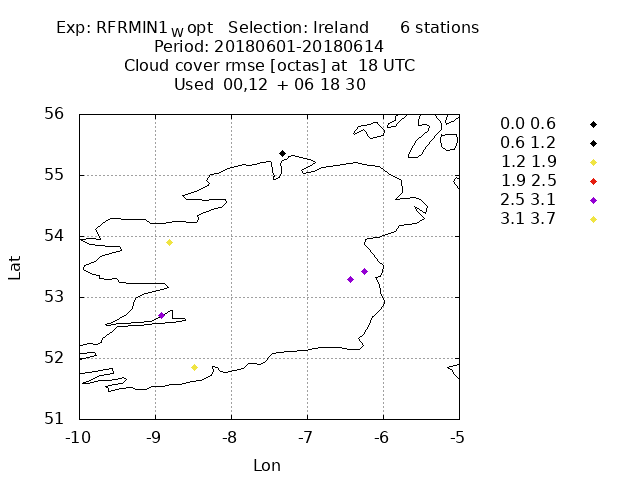 Exp: RFRMIN1_W opt Selection: Ireland 6 stations
Period: 20180601-20180614
Cloud cover rmse [octas] at 18 UTC
Used 00,12 + 06 18 30
56
55
54
53
52
51
Lat
-10 -9 -8 -7 -6 -5
Lon
0.0 0.6
0.6 1.2
1.2 1.9
1.9 2.5
2.5 3.1
3.1 3.7